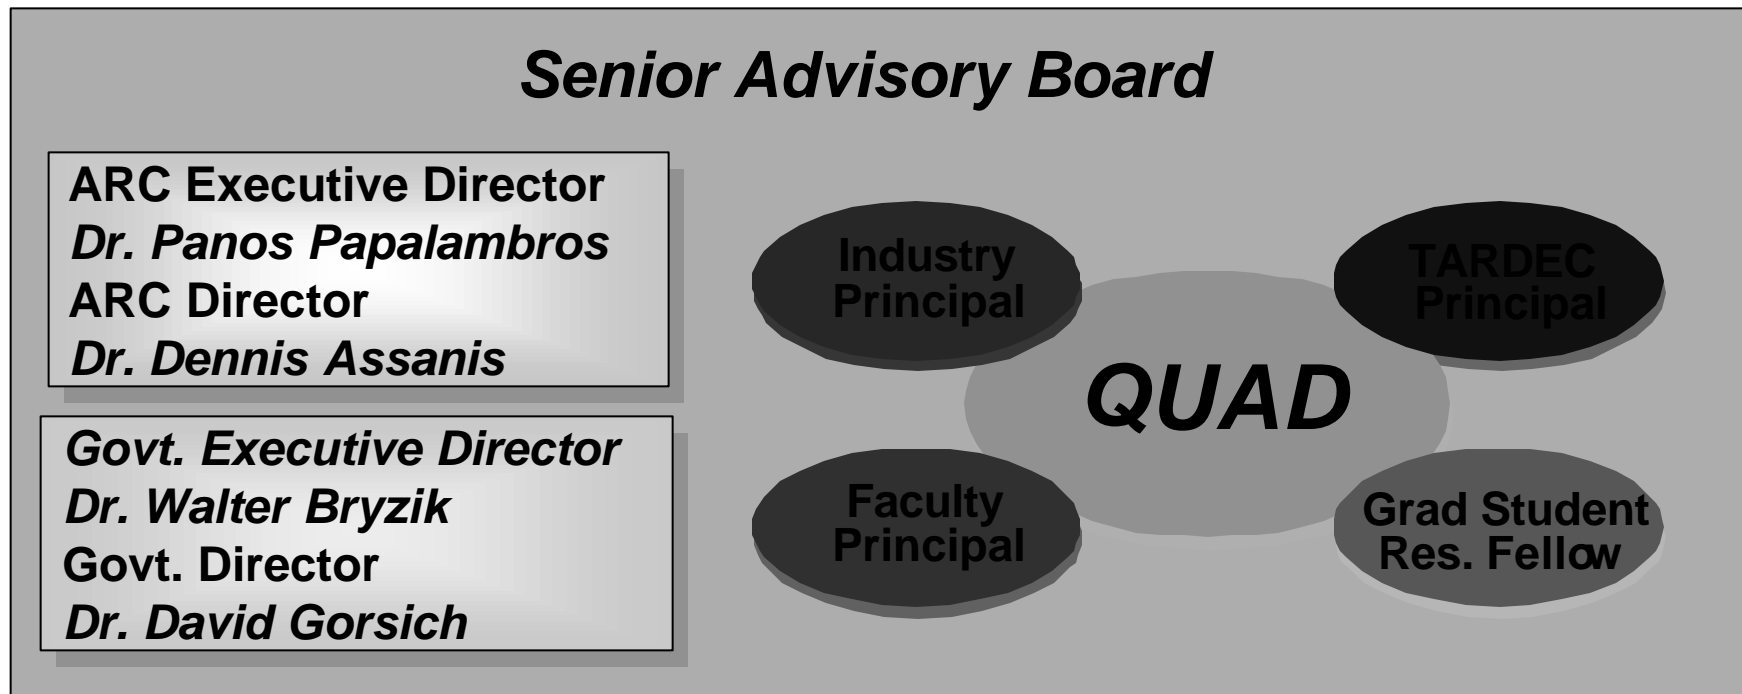 Senior Advisory Board
ARC Executive Director
Dr. Panos Papalambros
ARC Director
Dr. Dennis Assanis
Govt. Executive Director
Dr. Walter Bryzik
Govt. Director
Dr. David Gorsich
Industry
Principal
TARDEC
Principal
QUAD
Faculty
Principal
Grad Student
Res. Fellow